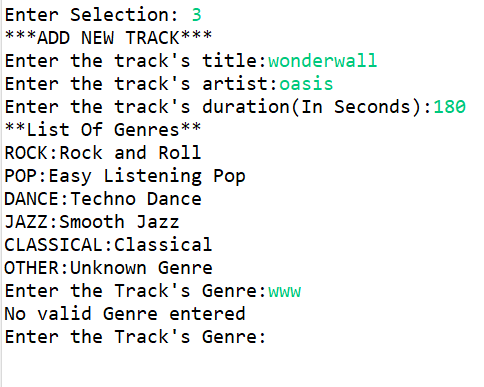 Enter Selection: 3
***ADD NEW TRACK***
Enter the track's title:wonderwall
Enter the track's artist:oasis
Enter the track's duration(In Seconds):180
**List Of Genres**
ROCK:Rock and Roll
POP:Easy Listening Pop
DANCE:Techno Dance
JAZZ:Smooth Jazz
CLASSICAL:Classical
OTHER:Unknown Genre
Enter the Track's Genre:www
No valid Genre entered
Enter the Track's Genre: